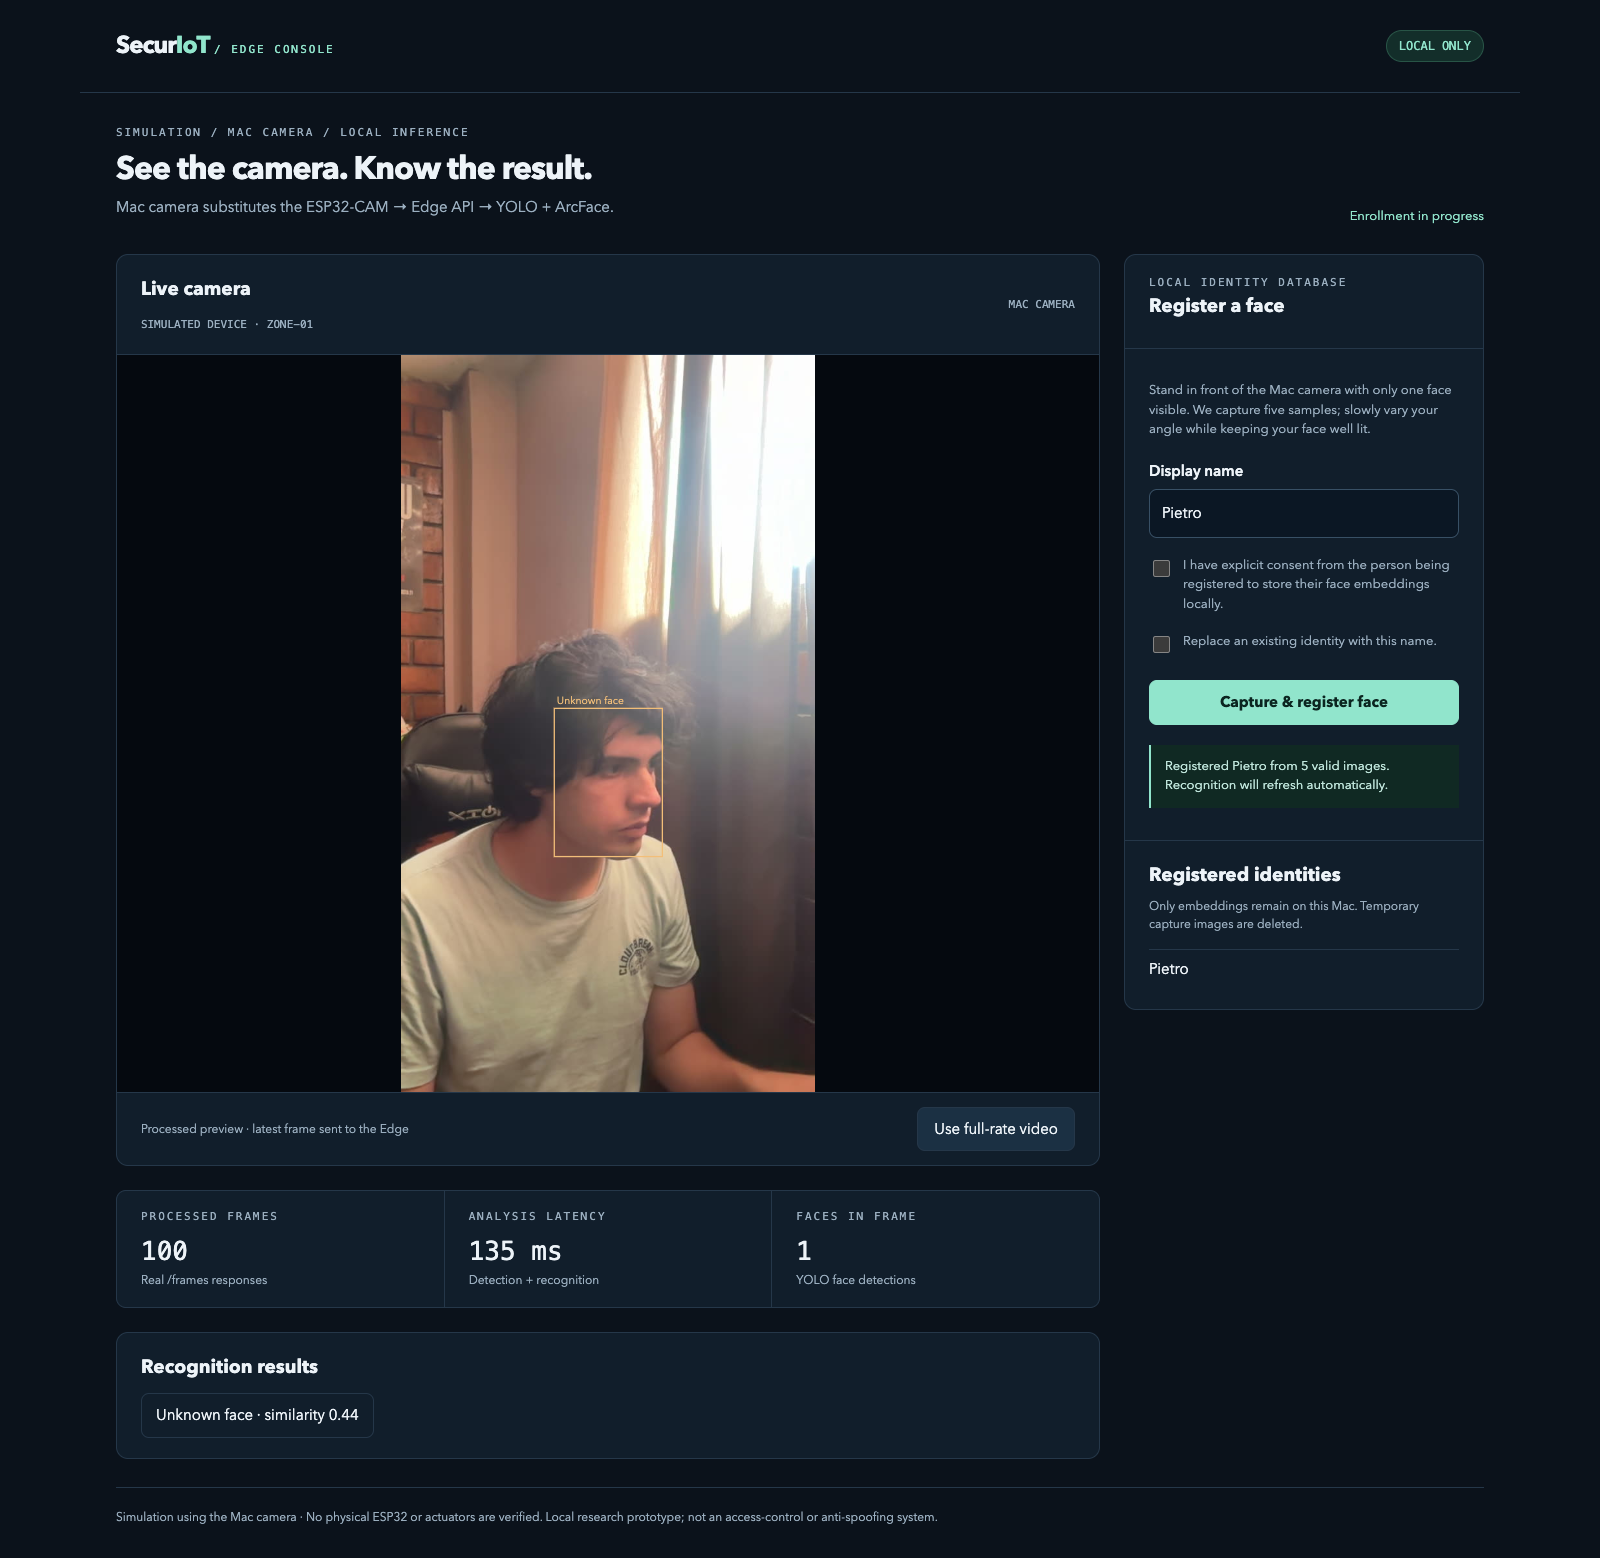 SecurIoT / EDGE CONSOLE
LOCAL ONLY
SIMULATION / MAC CAMERA / LOCAL INFERENCE
See the camera. Know the result.
Mac camera substitutes the ESP32-CAM → Edge API → YOLO + ArcFace.
Enrollment in progress
Live camera
SIMULATED DEVICE · ZONE-01
MAC CAMERA
Unknown face
Processed preview · latest frame sent to the Edge
Use full-rate video
PROCESSED FRAMES
100
Real /frames responses
ANALYSIS LATENCY
135 ms
Detection + recognition
FACES IN FRAME
1
YOLO face detections
Recognition results
Unknown face · similarity 0.44
LOCAL IDENTITY DATABASE
Register a face
Stand in front of the Mac camera with only one face
visible. We capture five samples; slowly vary your
angle while keeping your face well lit.
Display name
Pietro
I have explicit consent from the person being
registered to store their face embeddings
locally.
Replace an existing identity with this name.
Capture & register face
Registered Pietro from 5 valid images.
Recognition will refresh automatically.
Registered identities
Only embeddings remain on this Mac. Temporary
capture images are deleted.
Pietro
Simulation using the Mac camera · No physical ESP32 or actuators are verified. Local research prototype; not an access-control or anti-spoofing system.